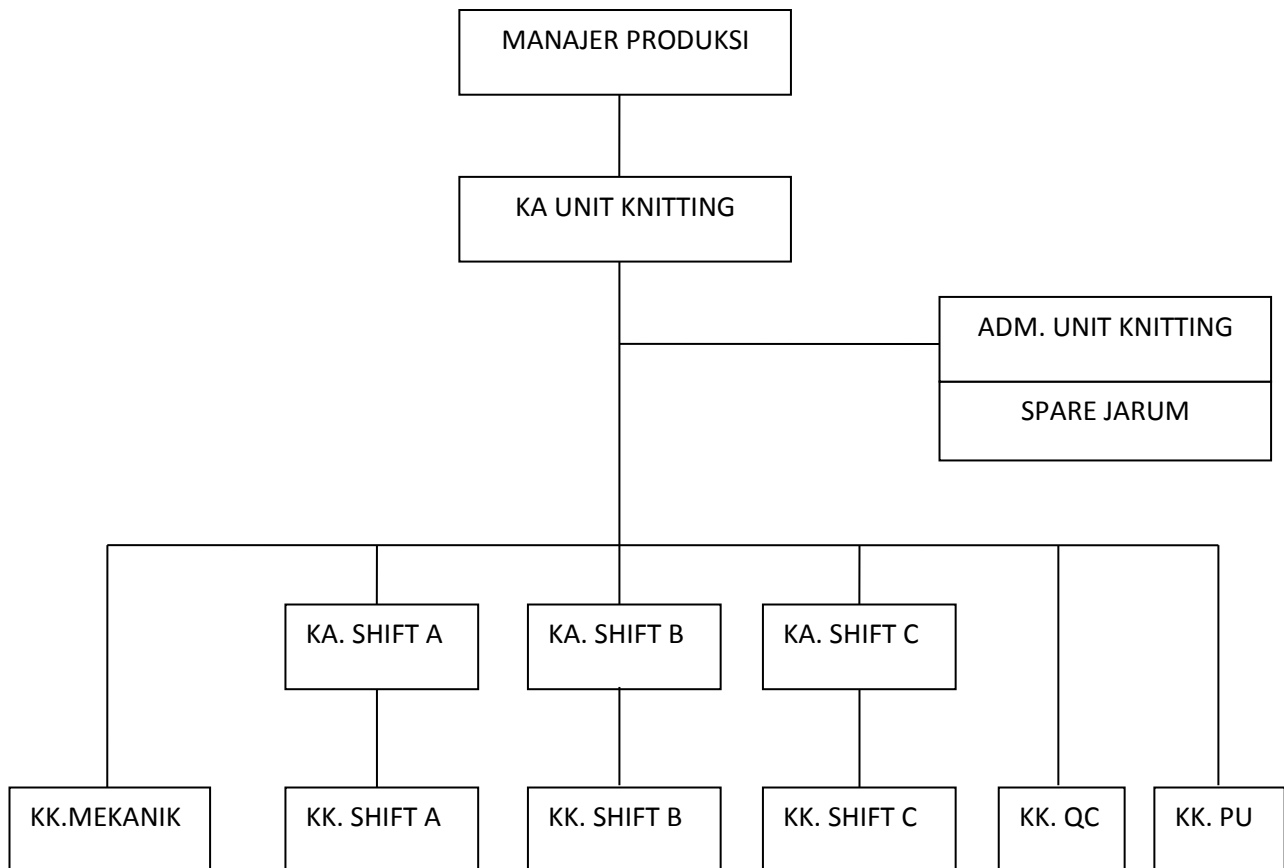 MANAJER PRODUKSI
KA UNIT KNITTING
ADM. UNIT KNITTING
SPARE JARUM
KA. SHIFT A
KA. SHIFT B
KA. SHIFT C
KK.MEKANIK
KK. SHIFT A
KK. SHIFT B
KK. SHIFT C
KK. QC
KK. PU